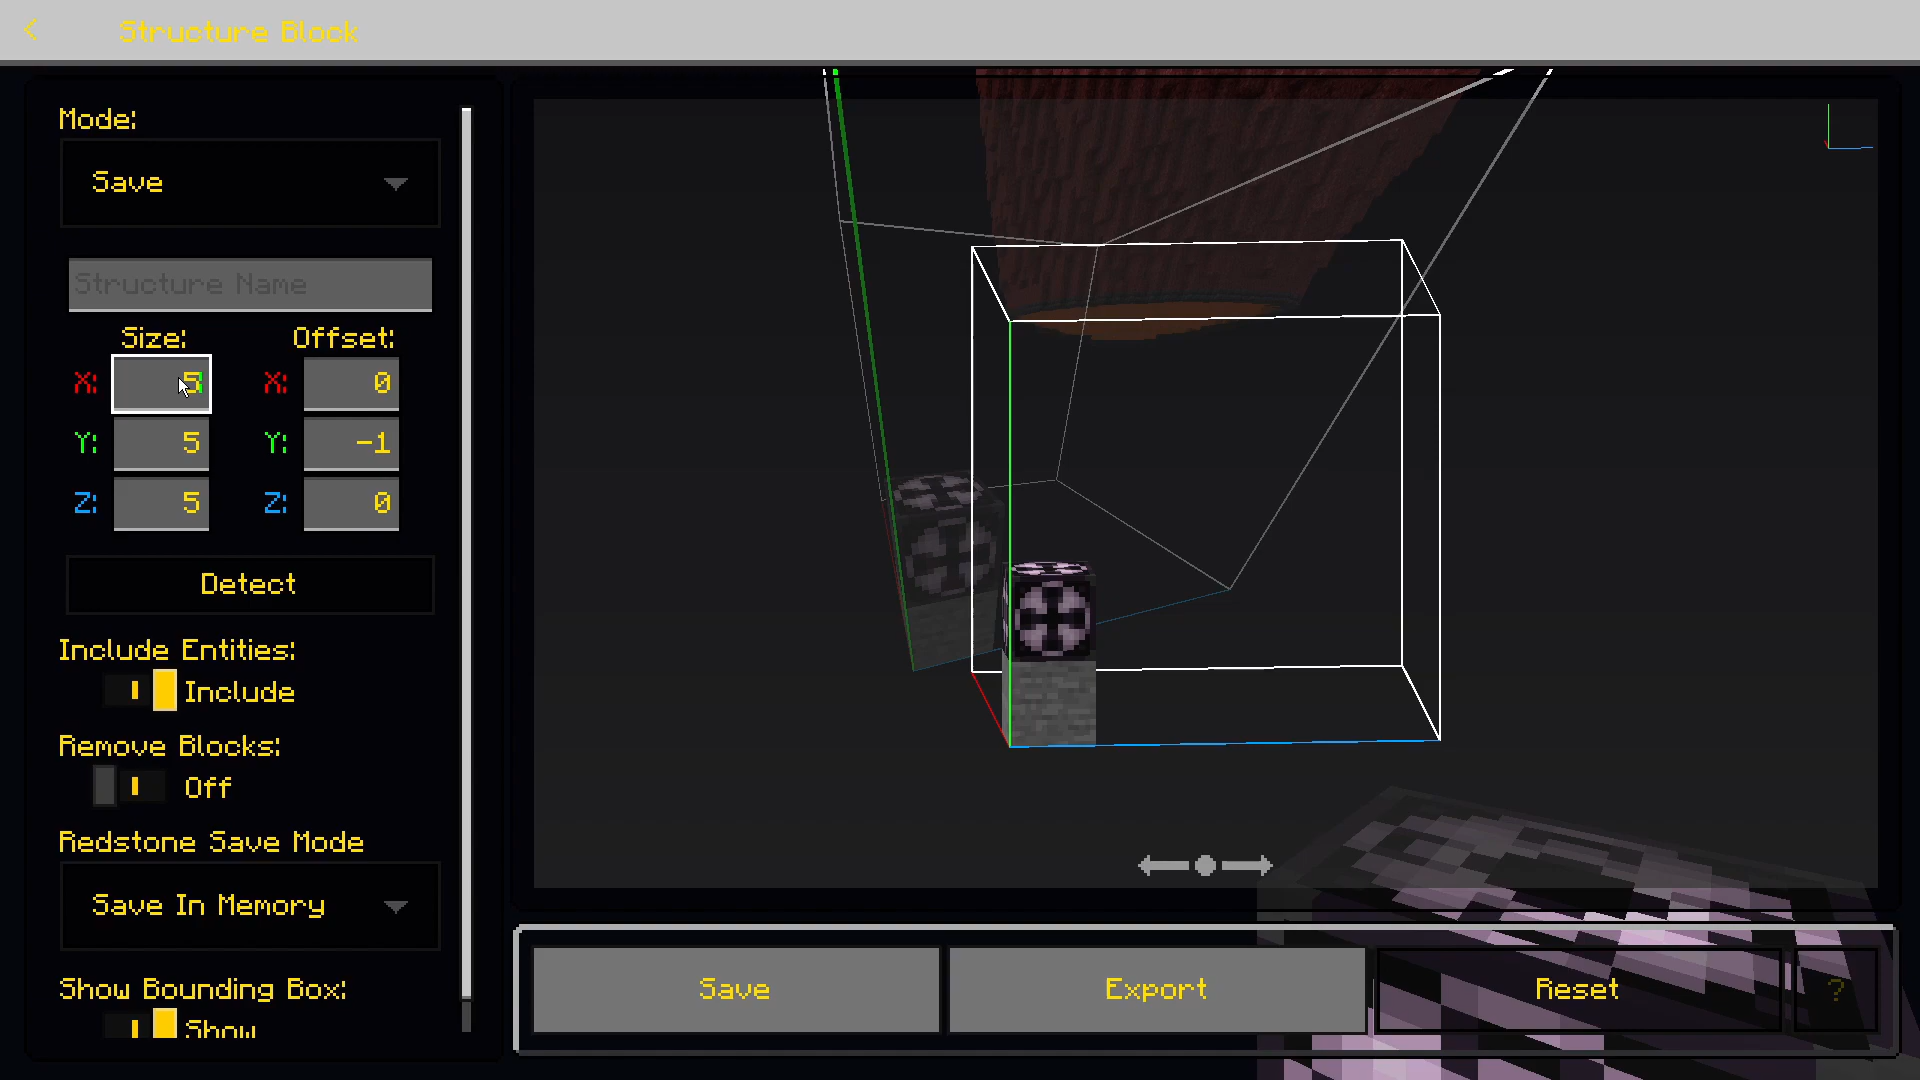 Structure Block
Mode:
Save
Structure Name
Size: Offset:
X: 5 X: 0
Y: 5 Y: -1
Z: 5 Z: 0
Detect
Include Entities:
Include
Remove Blocks:
Off
Redstone Save Mode
Save In Memory
Show Bounding Box:
Show
Save Export Reset ?